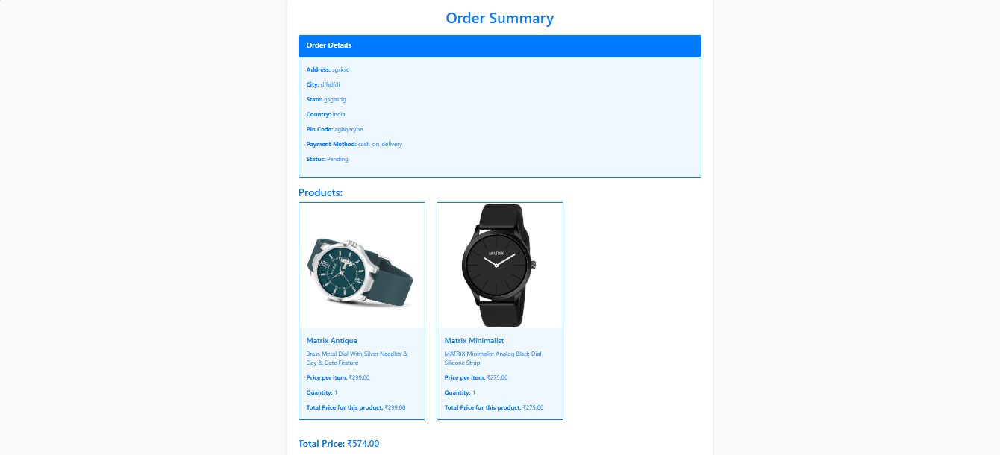 Order Summary
Order Details
Address: sgsksd
City: dfhdfdf
State: gsgasdg
Country: india
Pin Code: aghqeryhe
Payment Method: cash_on_delivery
Status: Pending
Products:
MATRIX
Matrix Antique
Brass Metal Dial With Silver Needles &
Day & Date Feature
Price per item: ₹299.00
Quantity: 1
Total Price for this product: ₹299.00
MATRIX
Matrix Minimalist
MATRIX Minimalist Analog Black Dial
Silicone Strap
Price per item: ₹275.00
Quantity: 1
Total Price for this product: ₹275.00
Total Price: ₹574.00